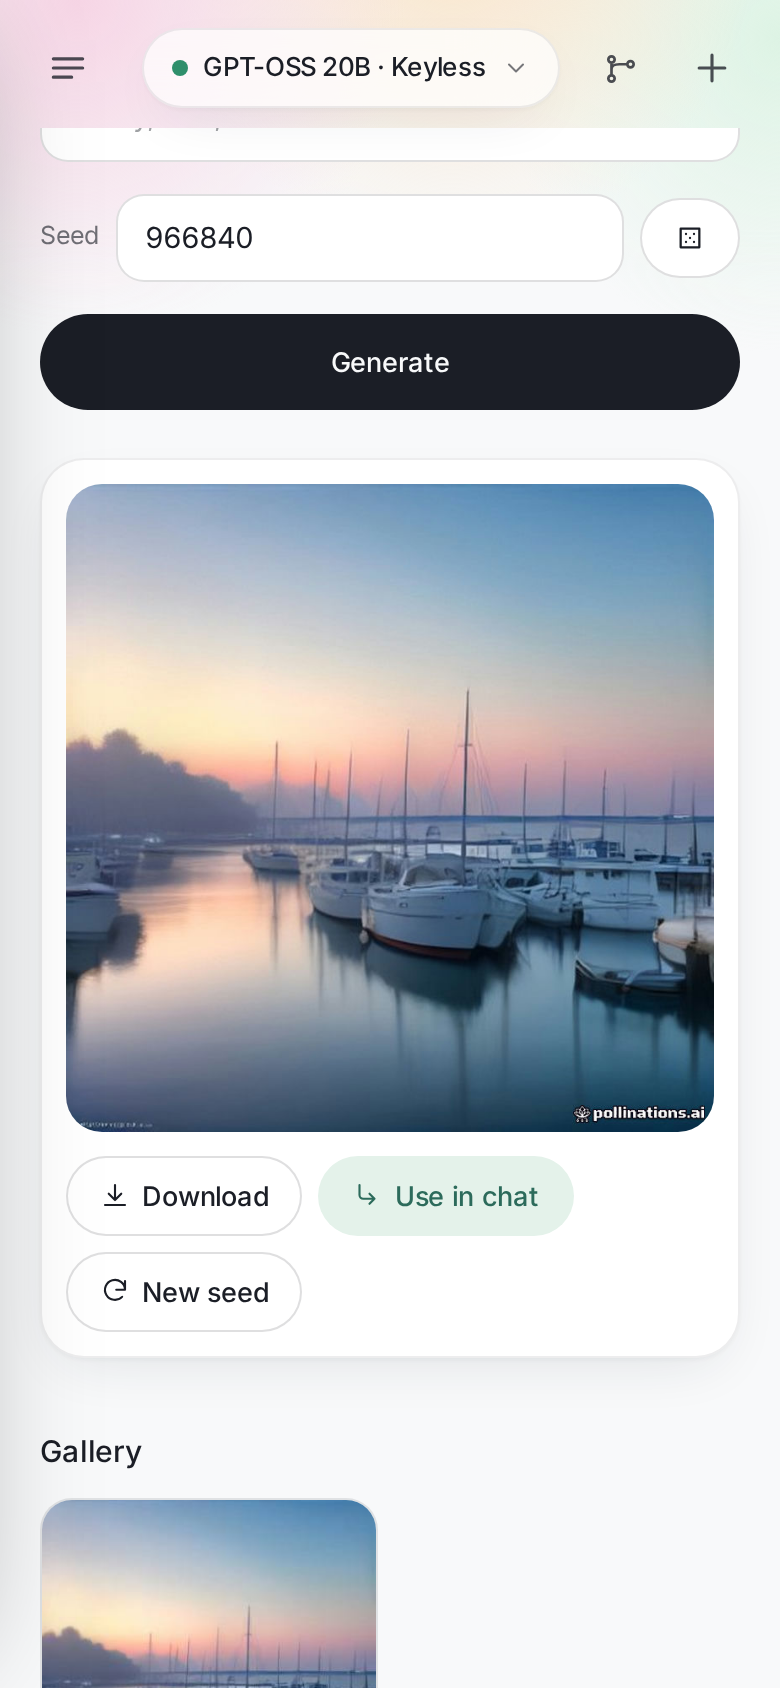 GPT-OSS 20B · Keyless
Seed
966840
Generate
pollinations.ai
Download
Use in chat
New seed
Gallery